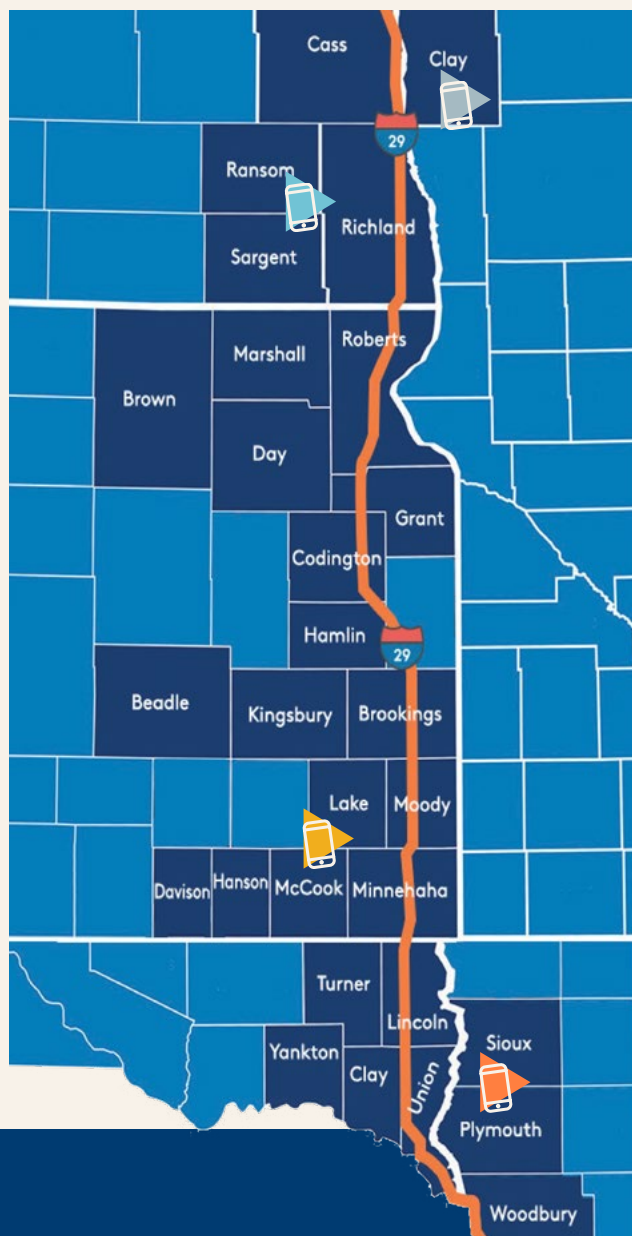 Cass
Clay
29
Ransom
Richland
Sargent
Roberts
Marshall
Brown
Day
Grant
Codington
Hamlin
29
Beadle
Kingsbury
Brookings
Lake
Moody
Davison
Hanson
McCook
Minnehaha
Turner
Lincoln
Yankton
Clay
Union
Sioux
Plymouth
Woodbury